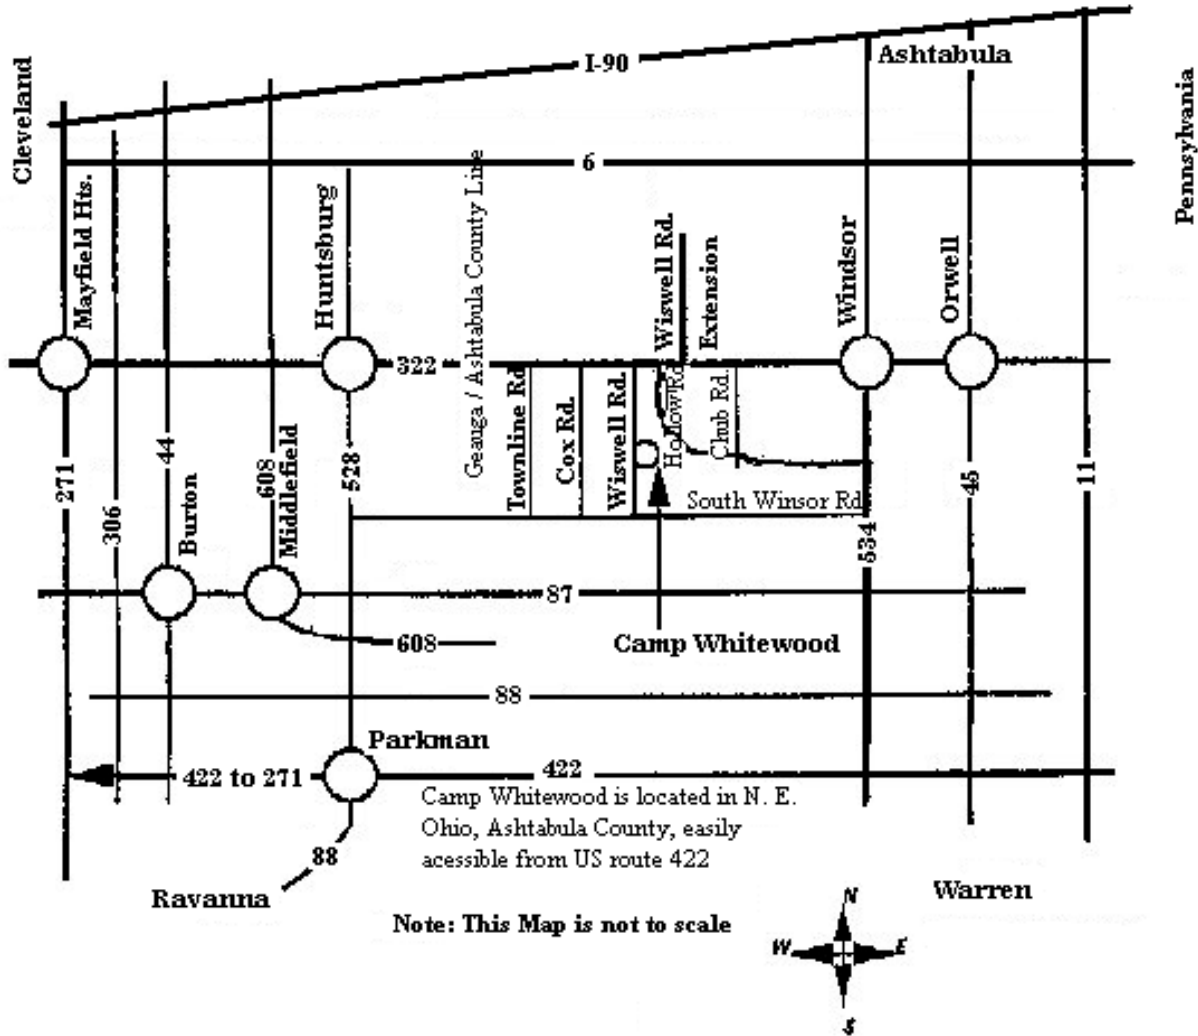 I-90
Ashtabula
Cleveland
Pennsylvania
6
Mayfield Hts.
Huntsburg
Geauga / Ashtabula County Line
Wiswell Rd.
Extension
Windsor
Orwell
322
Townline Rd
Cox Rd.
Wiswell Rd.
Hollow Rd
Chub Rd.
271
306
44
Burton
608
Middlefield
528
South Winsor Rd
534
45
11
87
608
Camp Whitewood
88
Parkman
422 to 271
422
Camp Whitewood is located in N. E.
Ohio, Ashtabula County, easily
acessible from US route 422
88
Ravanna
Warren
Note: This Map is not to scale
N
W
E
S